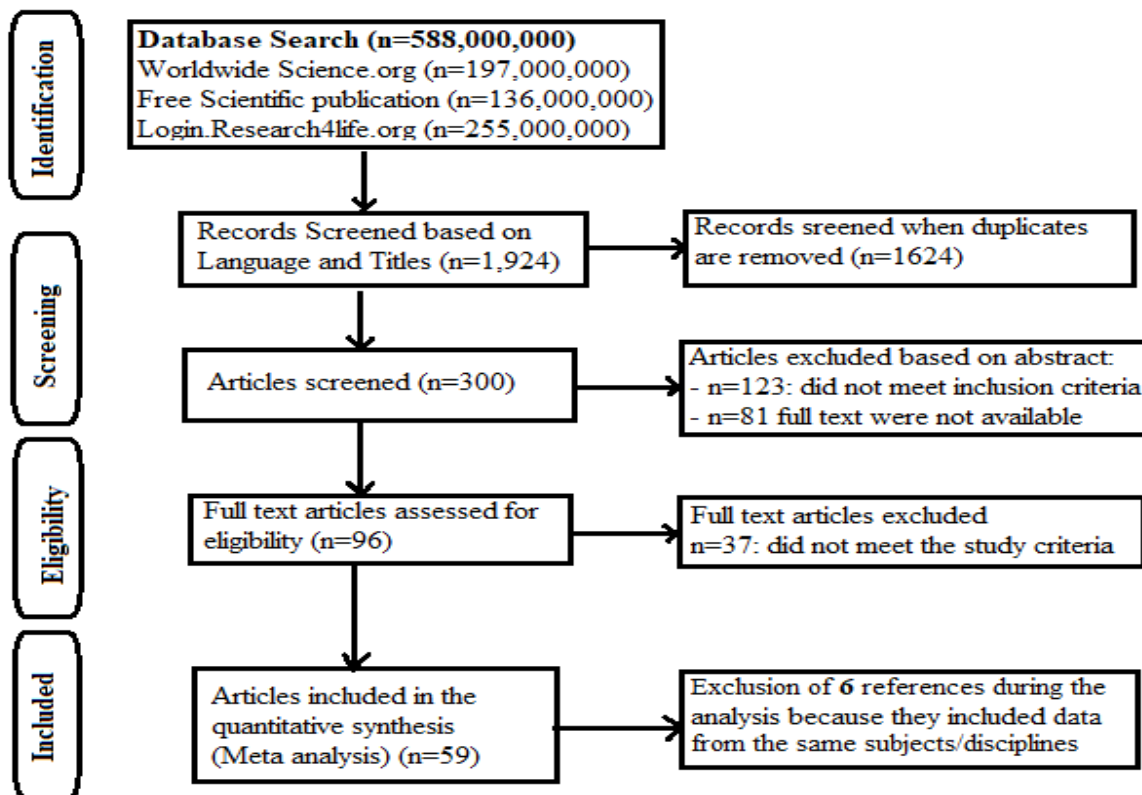 Identification
Database Search (n=588,000,000)
Worldwide Science.org (n=197,000,000)
Free Scientific publication (n=136,000,000)
Login.Research4life.org (n=255,000,000)
Screening
Records Screened based on
Language and Titles (n=1,924)
Records sreened when duplicates
are removed (n=1624)
Articles screened (n=300)
Articles excluded based on abstract:
- n=123: did not meet inclusion criteria
- n=81 full text were not available
Eligibility
Full text articles assessed for
eligibility (n=96)
Full text articles excluded
n=37: did not meet the study criteria
Included
Articles included in the
quantitative synthesis
(Meta analysis) (n=59)
Exclusion of 6 references during the
analysis because they included data
from the same subjects/disciplines